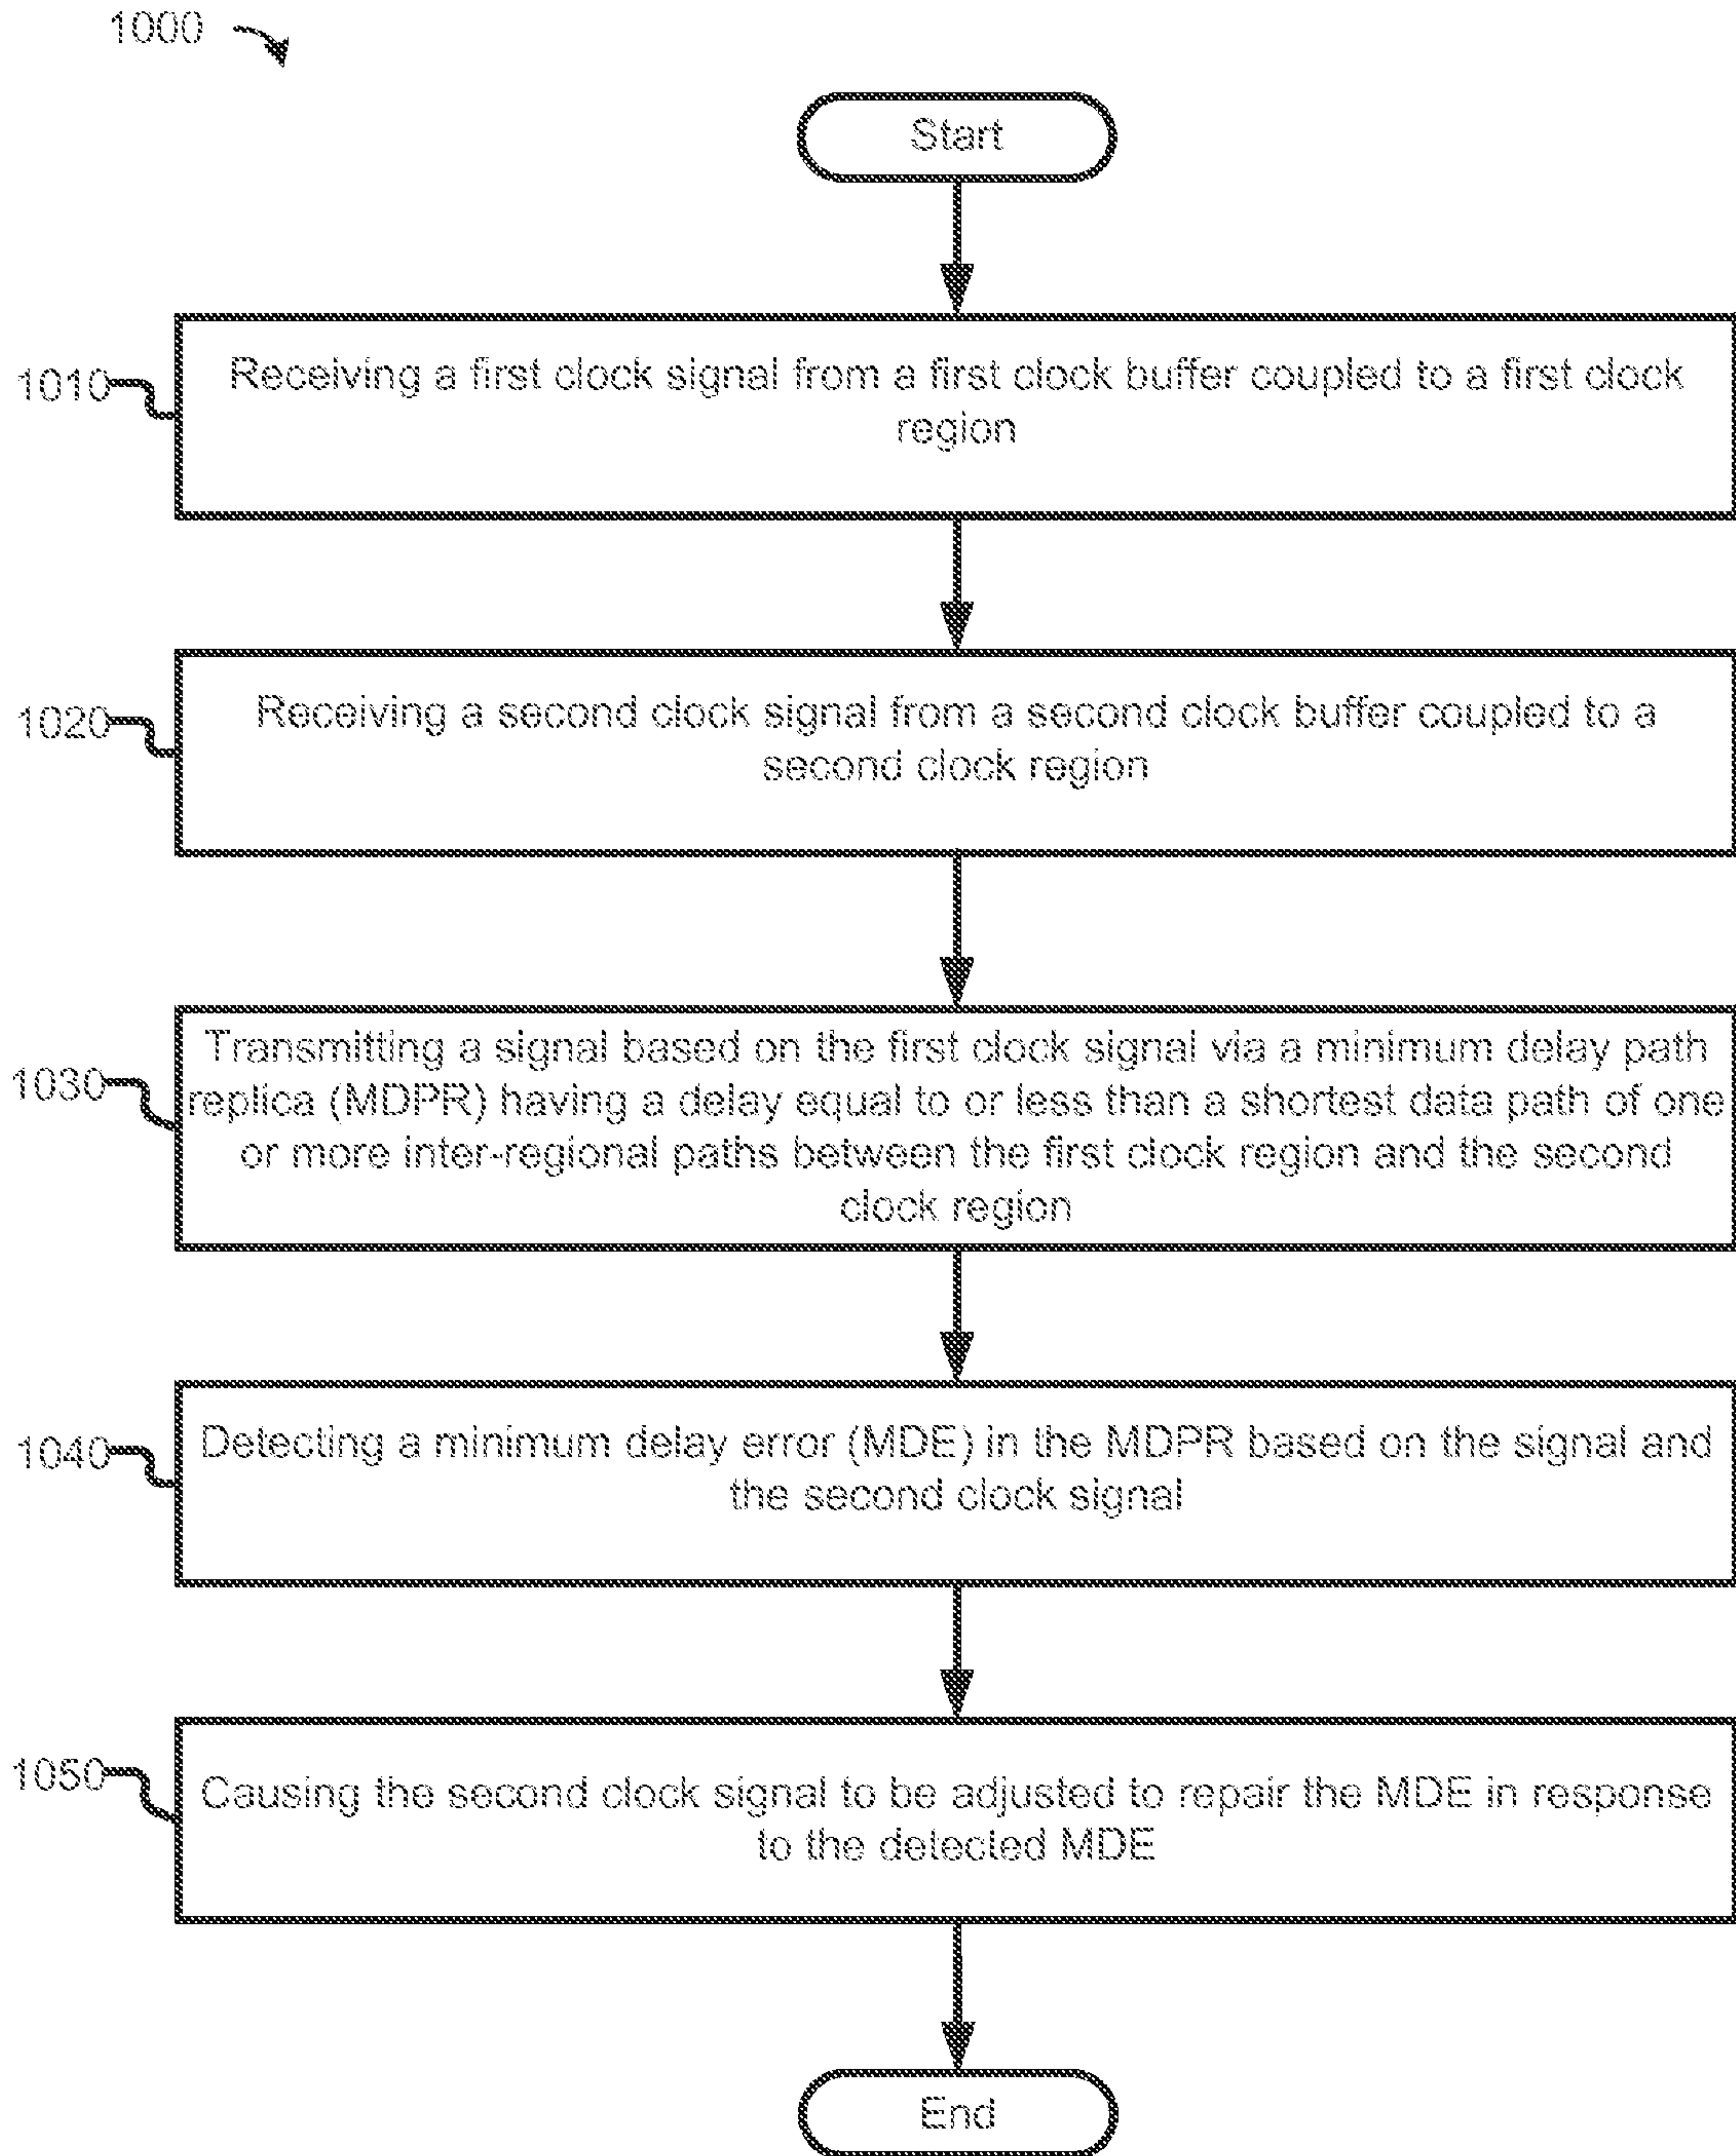 1000
Start
1010
Receiving a first clock signal from a first clock buffer coupled to a first clock
region
1020
Receiving a second clock signal from a second clock buffer coupled to a
second clock region
1030
Transmitting a signal based on the first clock signal via a minimum delay path
replica (MDPR) having a delay equal to or less than a shortest data path of one
or more inter-regional paths between the first clock region and the second
clock region
1040
Detecting a minimum delay error (MDE) in the MDPR based on the signal and
the second clock signal
1050
Causing the second clock signal to be adjusted to repair the MDE in response
to the detected MDE
End